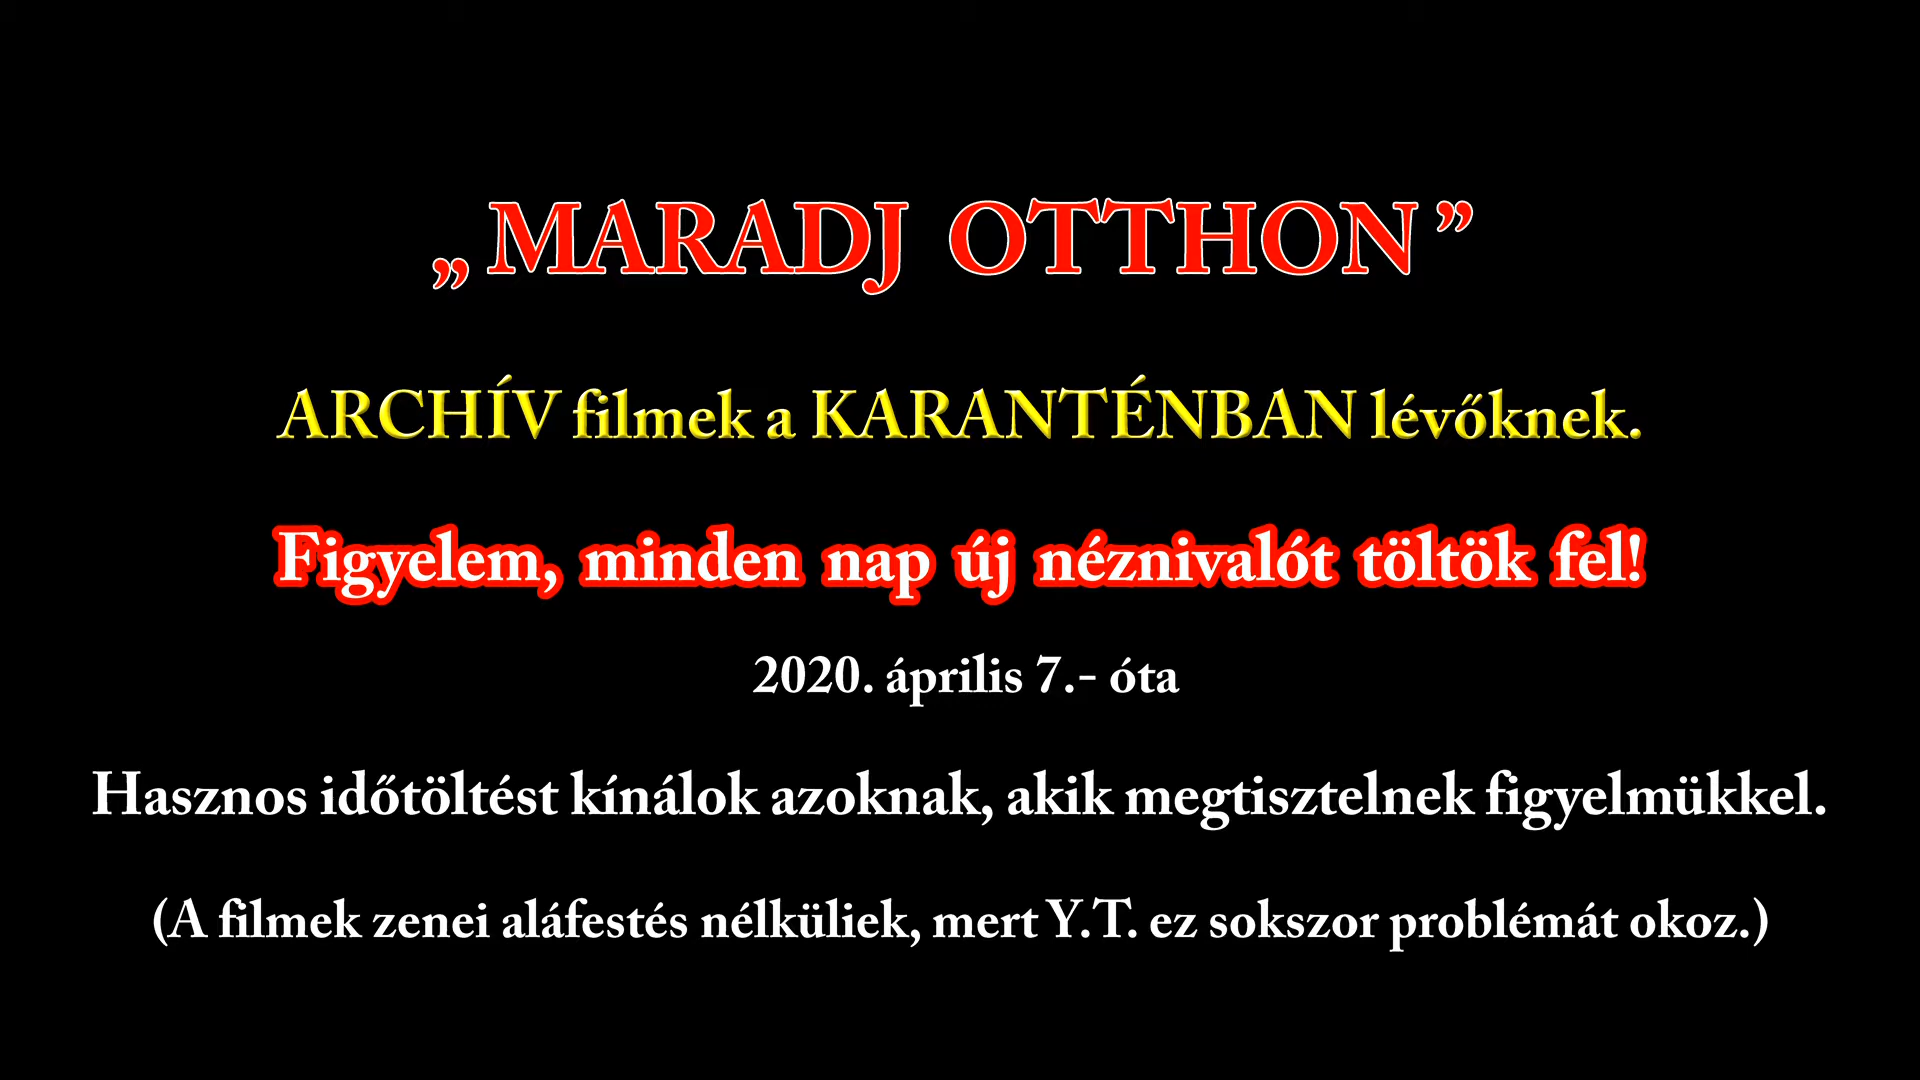 „MARADJ OTTHON”
ARCHÍV filmek a KARANTÉNBAN lévőknek.
Figyelem, minden nap új néznivalót töltök fel!
2020. április 7.- óta
Hasznos időtöltést kínálok azoknak, akik megtisztelnek figyelmükkel.
(A filmek zenei aláfestés nélküliek, mert Y.T. ez sokszor problémát okoz.)